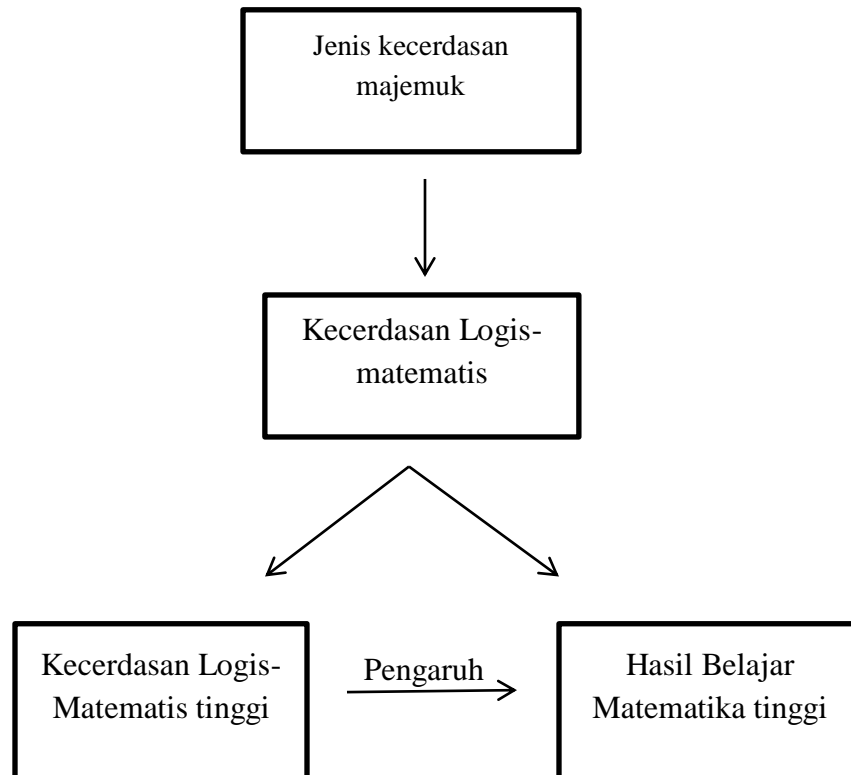 Jenis kecerdasan
majemuk
Kecerdasan Logis-
matematis
Kecerdasan Logis-
Matematis tinggi
Pengaruh
Hasil Belajar
Matematika tinggi